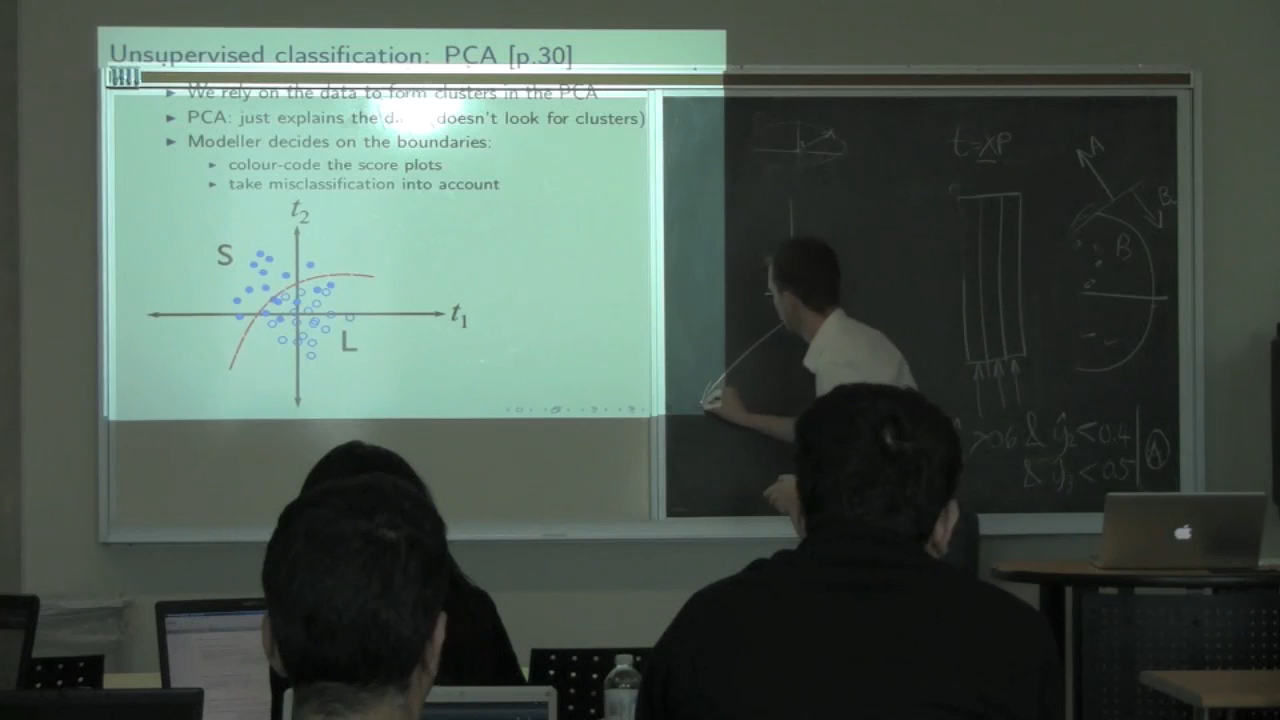 Unsupervised classification: PCA [p.30]
▸ We rely on the data to form clusters in the PCA
▸ PCA: just explains the (doesn't look for clusters)
▸ Modeller decides on the boundaries:
▸ colour-code the score plots
▸ take misclassification into account
t2
S
t1
L
t=XP
A
B
B
>06 & ŷ2<0.4
& ŷ3<05
A